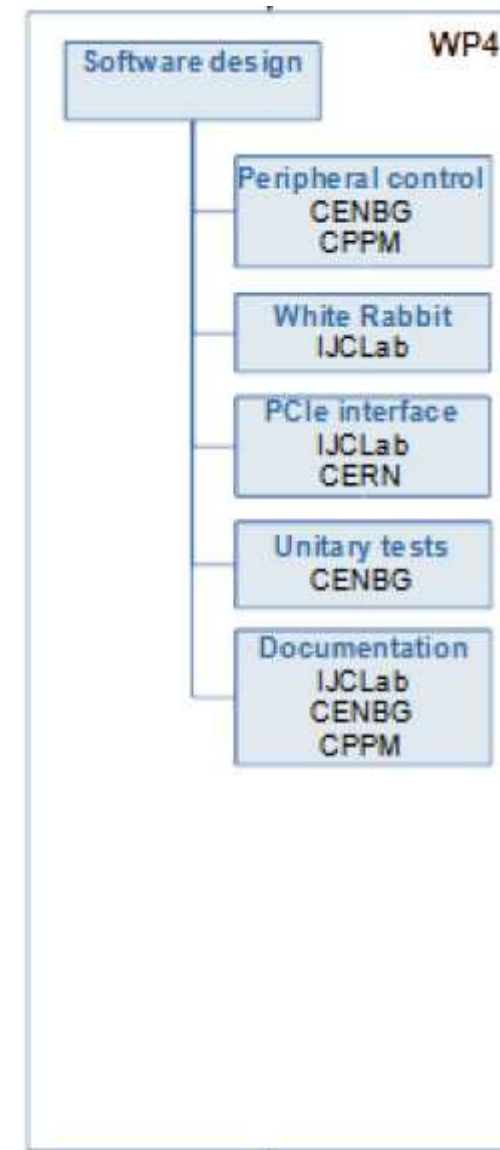 WP4
Software design
Peripheral control
CENBG
CPPM
White Rabbit
IJCLab
PCIe interface
IJCLab
CERN
Unitary tests
CENBG
Documentation
IJCLab
CENBG
CPPM